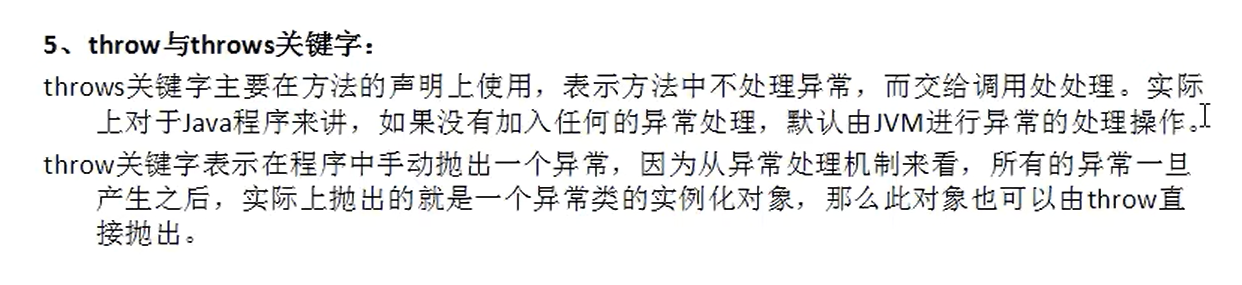 5、throw与throws关键字：
throws关键字主要在方法的声明上使用，表示方法中不处理异常，而交给调用处处理。实际
上对于Java程序来讲，如果没有加入任何的异常处理，默认由JVM进行异常的处理操作。
throw关键字表示在程序中手动抛出一个异常，因为从异常处理机制来看，所有的异常一旦
产生之后，实际上抛出的就是一个异常类的实例化对象，那么此对象也可以由throw直
接抛出。